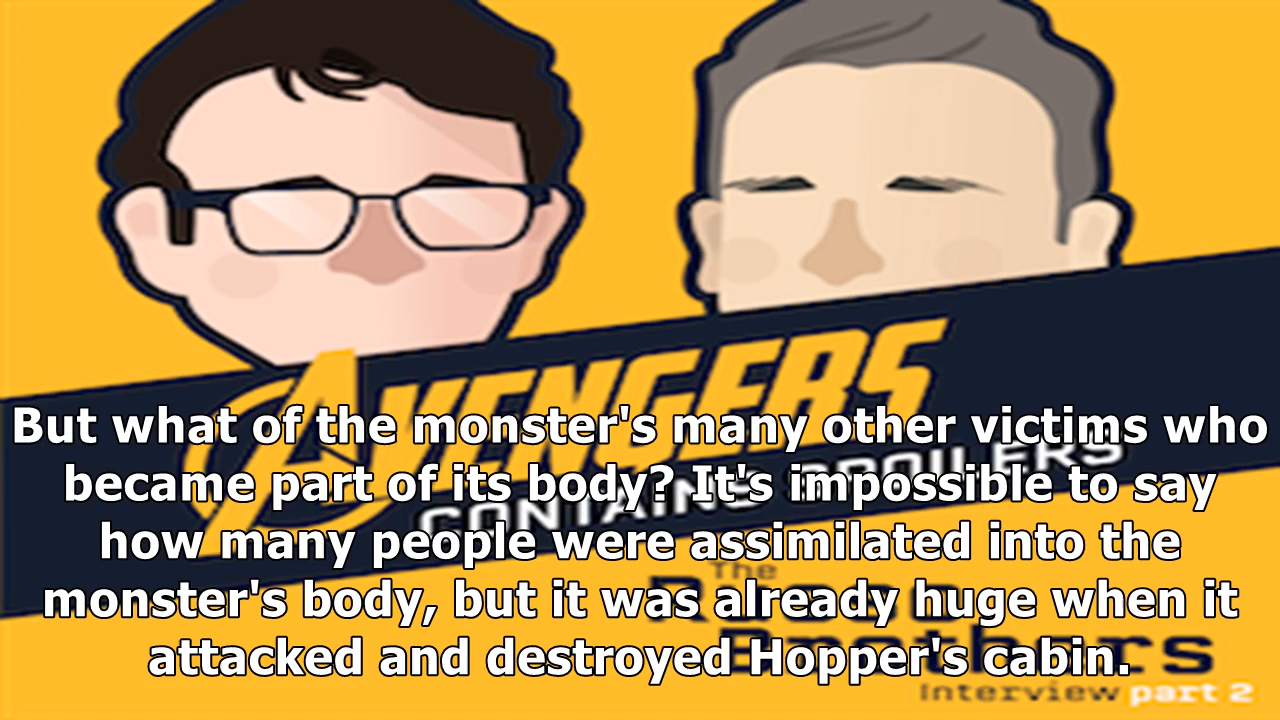 AVENGERS
CONTAINS SPOILERS
But what of the monster's many other victims who
became part of its body? It's impossible to say
how many people were assimilated into the
monster's body, but it was already huge when it
attacked and destroyed Hopper's cabin.
The
Russo
Brothers
Interview part 2